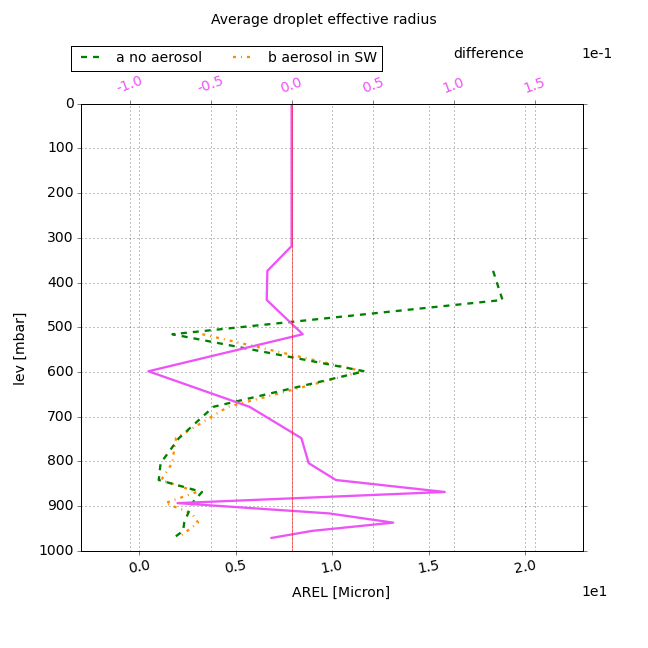 Average droplet effective radius
a no aerosol b aerosol in SW difference 1e-1
-1.0 -0.5 0.0 0.5 1.0 1.5
0
100
200
300
400
500
600
700
800
900
1000
lev [mbar]
0.0 0.5 1.0 1.5 2.0
AREL [Micron] 1e1